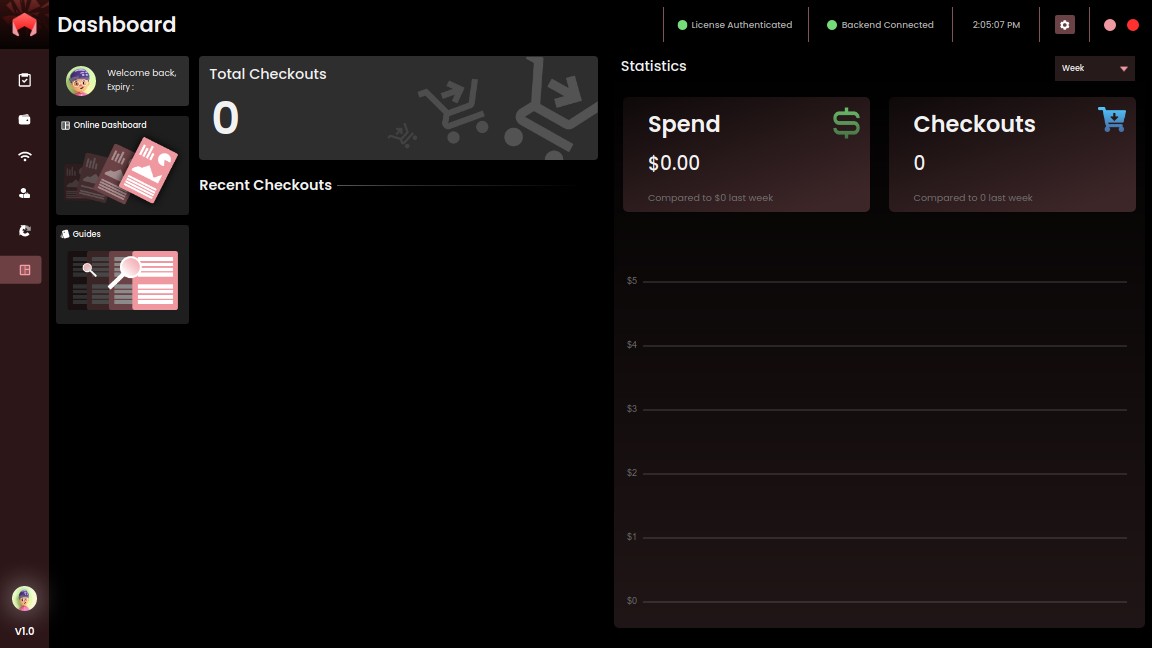 Dashboard
License Authenticated
Backend Connected
2:05:07 PM
Welcome back,
Expiry :
Online Dashboard
Guides
Total Checkouts
0
Recent Checkouts
Statistics
Week
Spend
$0.00
Compared to $0 last week
Checkouts
0
Compared to 0 last week
$5
$4
$3
$2
$1
$0
V1.0